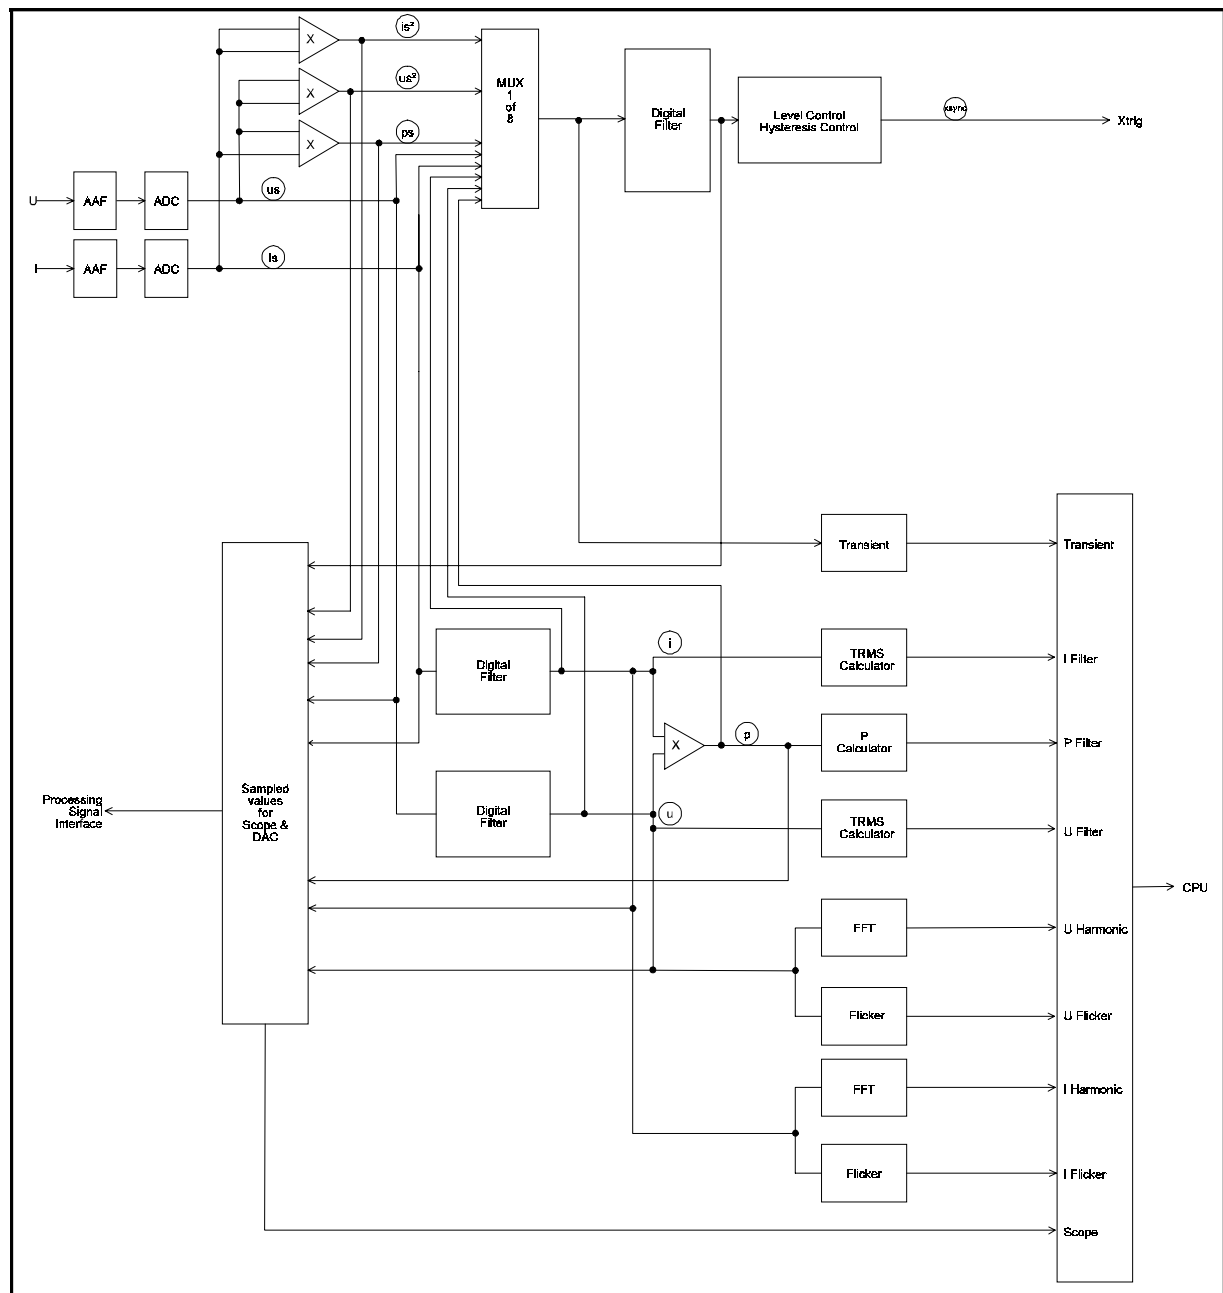 X
is²
MUX
1
of
8
X
us²
Digital
Filter
Level Control
Hysteresis Control
xsync
Xtrig
X
ps
U
AAF
ADC
us
I
AAF
ADC
is
Transient
Transient
Digital
Filter
i
TRMS
Calculator
I Filter
X
p
P
Calculator
P Filter
Processing
Signal
Interface
Sampled
values
for
Scope &
DAC
Digital
Filter
u
TRMS
Calculator
U Filter
CPU
FFT
U Harmonic
Flicker
U Flicker
FFT
I Harmonic
Flicker
I Flicker
Scope